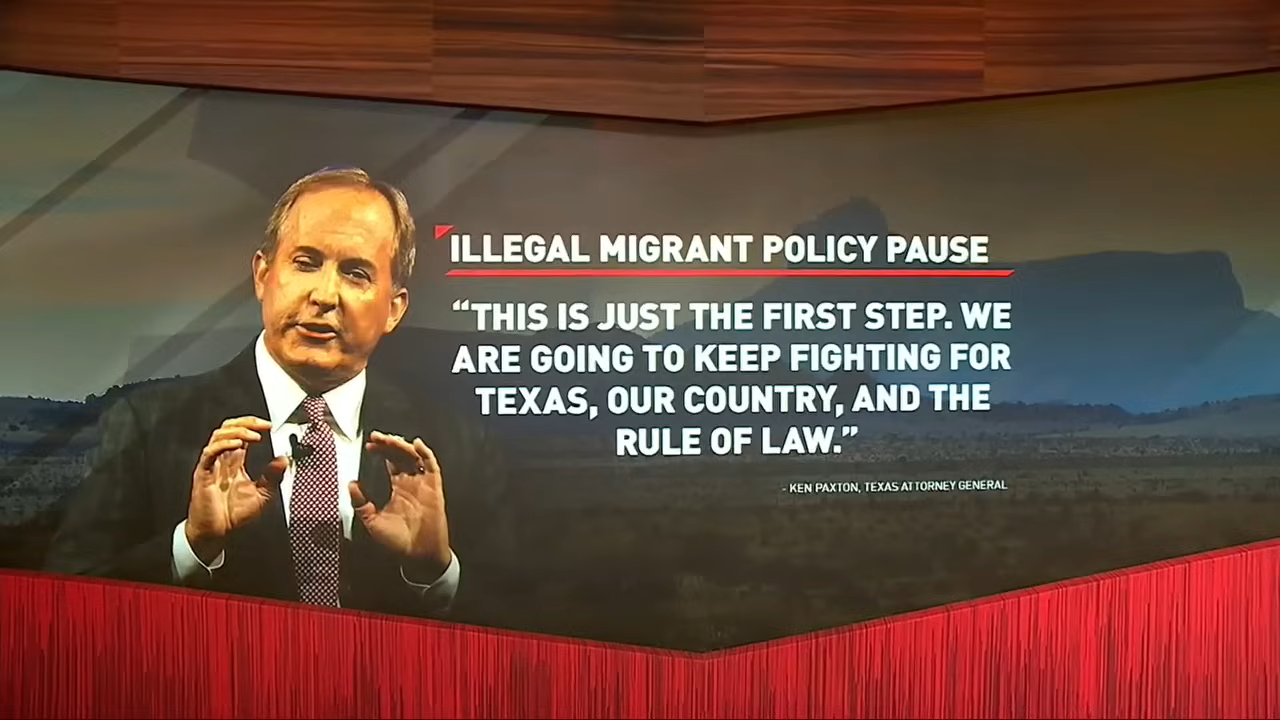 ILLEGAL MIGRANT POLICY PAUSE
“THIS IS JUST THE FIRST STEP. WE
ARE GOING TO KEEP FIGHTING FOR
TEXAS, OUR COUNTRY, AND THE
RULE OF LAW.”
- KEN PAXTON, TEXAS ATTORNEY GENERAL